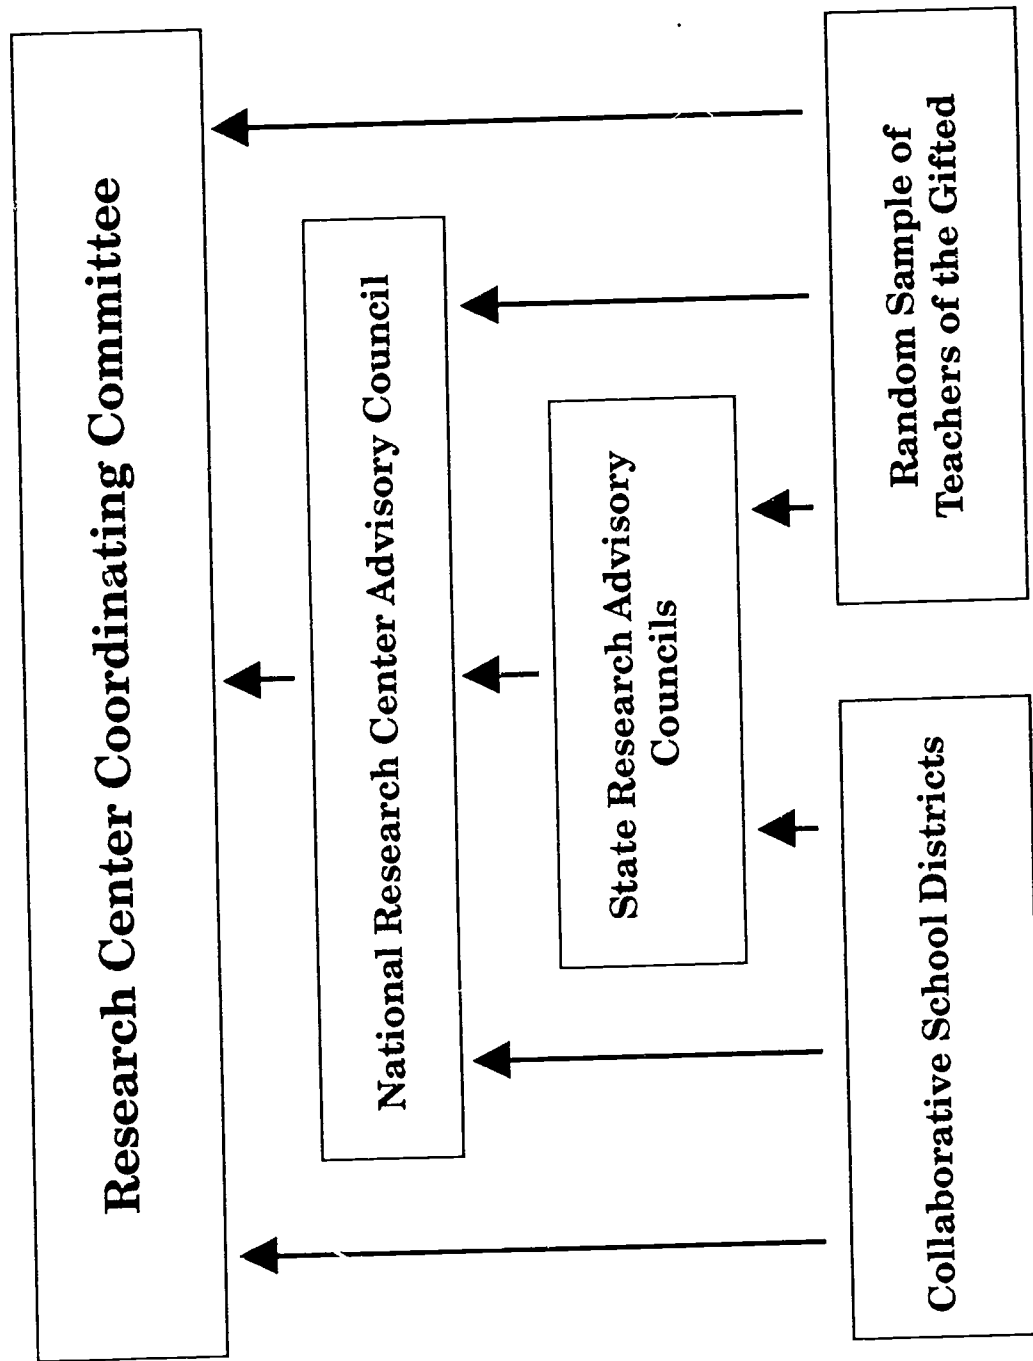 Research Center Coordinating Committee
National Research Center Advisory Council
State Research Advisory
Councils
Collaborative School Districts
Random Sample of
Teachers of the Gifted